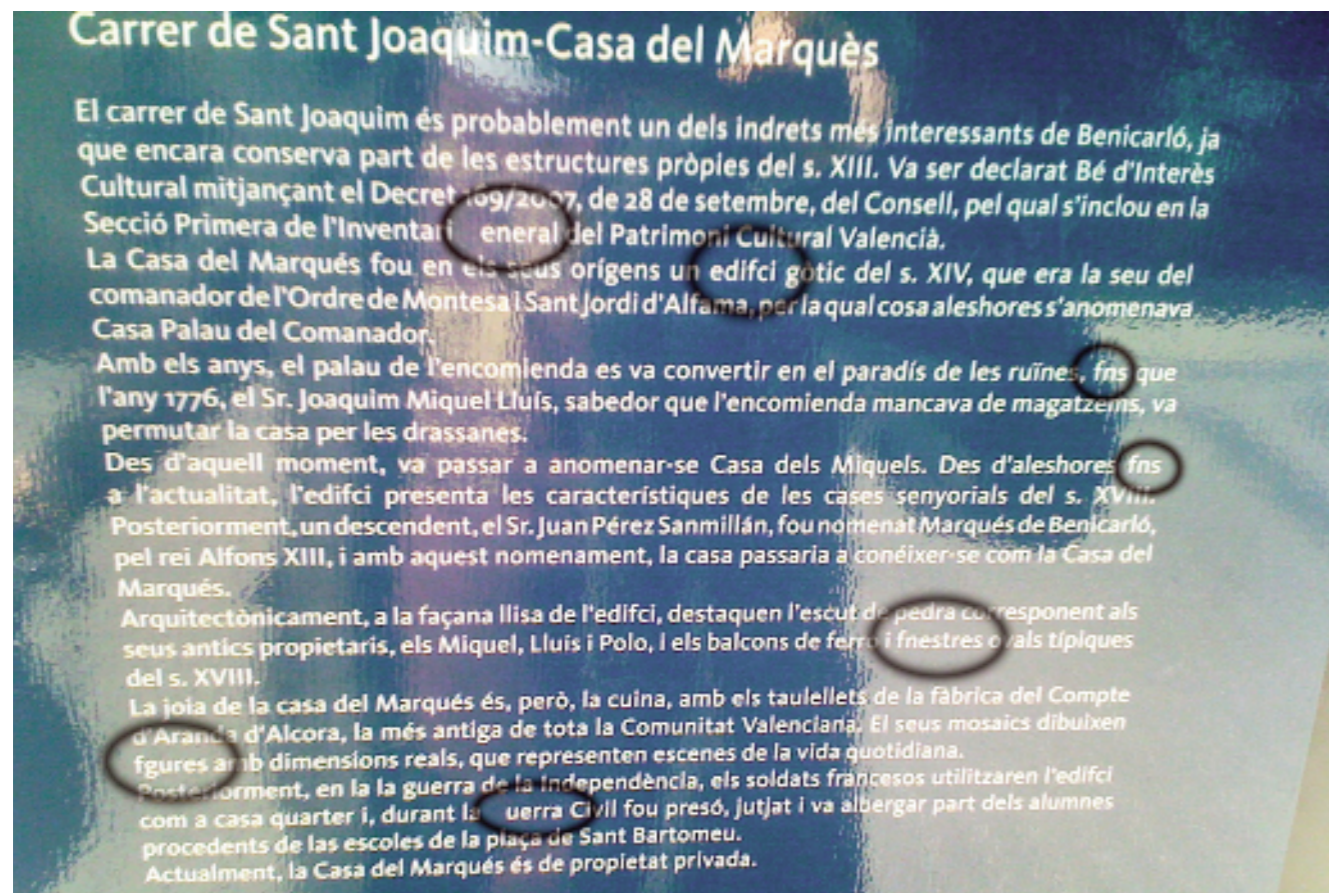 Carrer de Sant Joaquim-Casa del Marquès
El carrer de Sant Joaquim és probablement un dels indrets més interessants de Benicarló, ja
que encara conserva part de les estructures pròpies del s. XIII. Va ser declarat Bé d'Interès
Cultural mitjançant el Decret 169/2007, de 28 de setembre, del Consell, pel qual s'inclou en la
Secció Primera de l'Inventari eneral del Patrimoni Cultural Valencià.
La Casa del Marqués fou en els seus orígens un edifci gòtic del s. XIV, que era la seu del
comanador de l'Ordre de Montesa i Sant Jordi d'Alfama, per la qual cosa aleshores s'anomenava
Casa Palau del Comanador.
Amb els anys, el palau de l'encomienda es va convertir en el paradís de les ruïnes, fns que
l'any 1776, el Sr. Joaquim Miquel Lluís, sabedor que l'encomienda mancava de magatzems, va
permutar la casa per les drassanes.
Des d'aquell moment, va passar a anomenar-se Casa dels Miquels. Des d'aleshores fns
a l'actualitat, l'edifci presenta les característiques de les cases senyorials del s. XVIII.
Posteriorment, un descendent, el Sr. Juan Pérez Sanmillán, fou nomenat Marqués de Benicarló,
pel rei Alfons XIII, i amb aquest nomenament, la casa passaria a conéixer-se com la Casa del
Marqués.
Arquitectònicament, a la façana llisa de l'edifci, destaquen l'escut de pedra corresponent als
seus antics propietaris, els Miquel, Lluís i Polo, i els balcons de ferro i fnestres ovals típiques
del s. XVIII.
La joia de la casa del Marqués és, però, la cuina, amb els taulellets de la fàbrica del Compte
d'Aranda d'Alcora, la més antiga de tota la Comunitat Valenciana. El seus mosaics dibuixen
fgures amb dimensions reals, que representen escenes de la vida quotidiana.
Posteriorment, en la la guerra de la Independència, els soldats francesos utilitzaren l'edifci
com a casa quarter i, durant la uerra Civil fou presó, jutjat i va albergar part dels alumnes
procedents de las escoles de la plaça de Sant Bartomeu.
Actualment, la Casa del Marqués és de propietat privada.